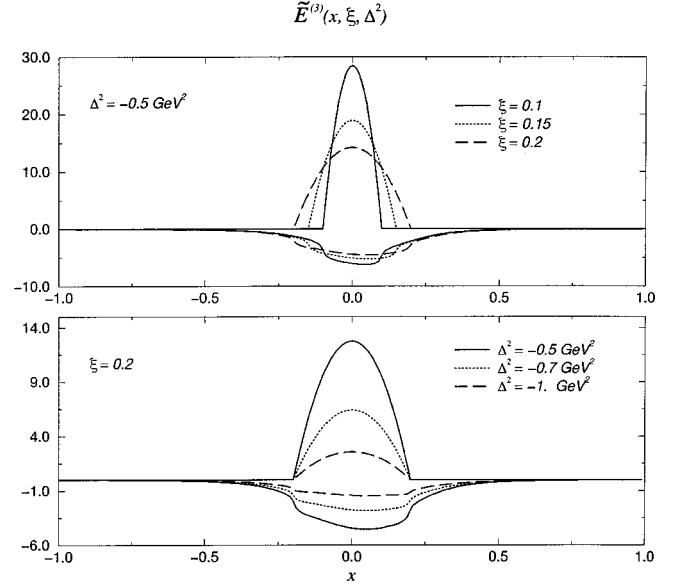 Ẽ⁽³⁾(x, ξ, Δ²)
30.0
Δ² = −0.5 GeV²
ξ = 0.1
20.0
ξ = 0.15
ξ = 0.2
10.0
0.0
−10.0
−1.0 −0.5 0.0 0.5 1.0
14.0
ξ = 0.2
Δ² = −0.5 GeV²
Δ² = −0.7 GeV²
Δ² = −1. GeV²
9.0
4.0
−1.0
−6.0
−1.0 −0.5 0.0 0.5 1.0
x